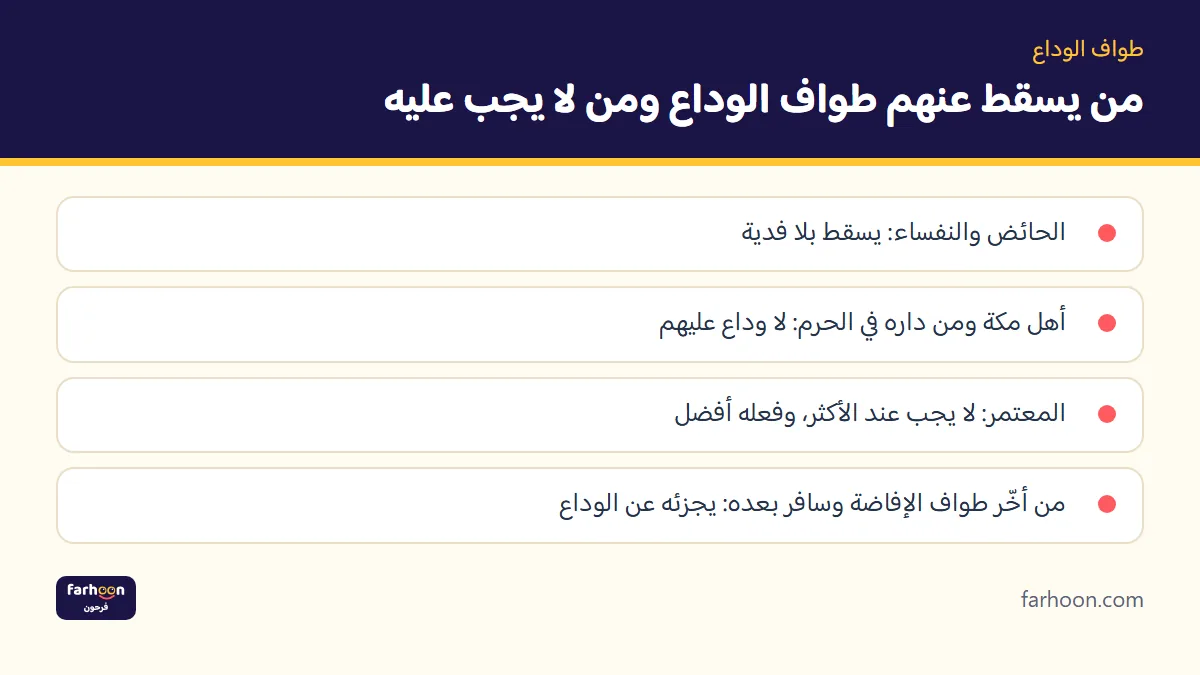 طواف الوداع
من يسقط عنهم طواف الوداع ومن لا يجب عليه
الحائض والنفساء: يسقط بلا فدية
أهل مكة ومن داره في الحرم: لا وداع عليهم
المعتمر: لا يجب عند الأكثر، وفعله أفضل
من أخّر طواف الإفاضة وسافر بعده: يجزئه عن الوداع
farhoon.com
farhoon
فرحون